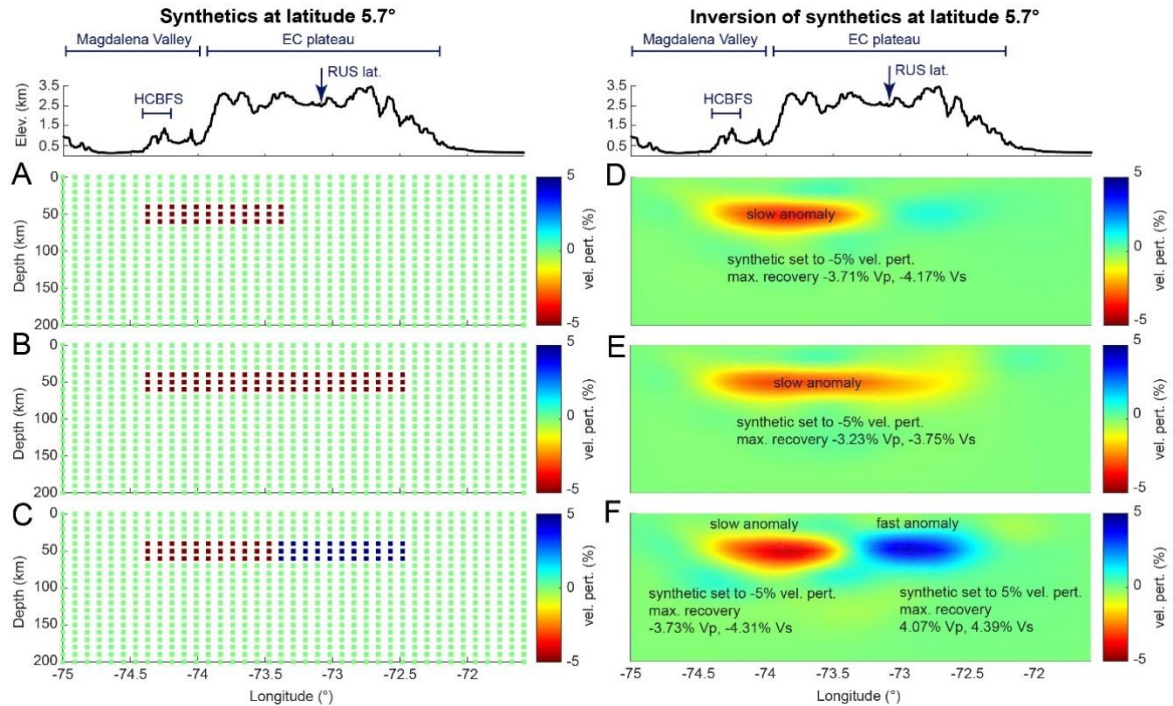 Synthetics at latitude 5.7°
Magdalena Valley
EC plateau
RUS lat.
HCBFS
Elev. (km)
3.5
2.5
1.5
0.5
A
Depth (km)
0
50
100
150
200
5
0
-5
vel. pert. (%)
B
Depth (km)
0
50
100
150
200
5
0
-5
vel. pert. (%)
C
Depth (km)
0
50
100
150
200
5
0
-5
vel. pert. (%)
-75
-74.5
-74
-73.5
-73
-72.5
-72
Longitude (°)
Inversion of synthetics at latitude 5.7°
Magdalena Valley
EC plateau
RUS lat.
HCBFS
3.5
2.5
1.5
0.5
D
slow anomaly
synthetic set to -5% vel. pert.
max. recovery -3.71% Vp, -4.17% Vs
5
0
-5
vel. pert. (%)
E
slow anomaly
synthetic set to -5% vel. pert.
max. recovery -3.23% Vp, -3.75% Vs
5
0
-5
vel. pert. (%)
F
slow anomaly
fast anomaly
synthetic set to -5% vel. pert.
max. recovery
-3.73% Vp, -4.31% Vs
synthetic set to 5% vel. pert.
max. recovery
4.07% Vp, 4.39% Vs
5
0
-5
vel. pert. (%)
-75
-74.5
-74
-73.5
-73
-72.5
-72
Longitude (°)